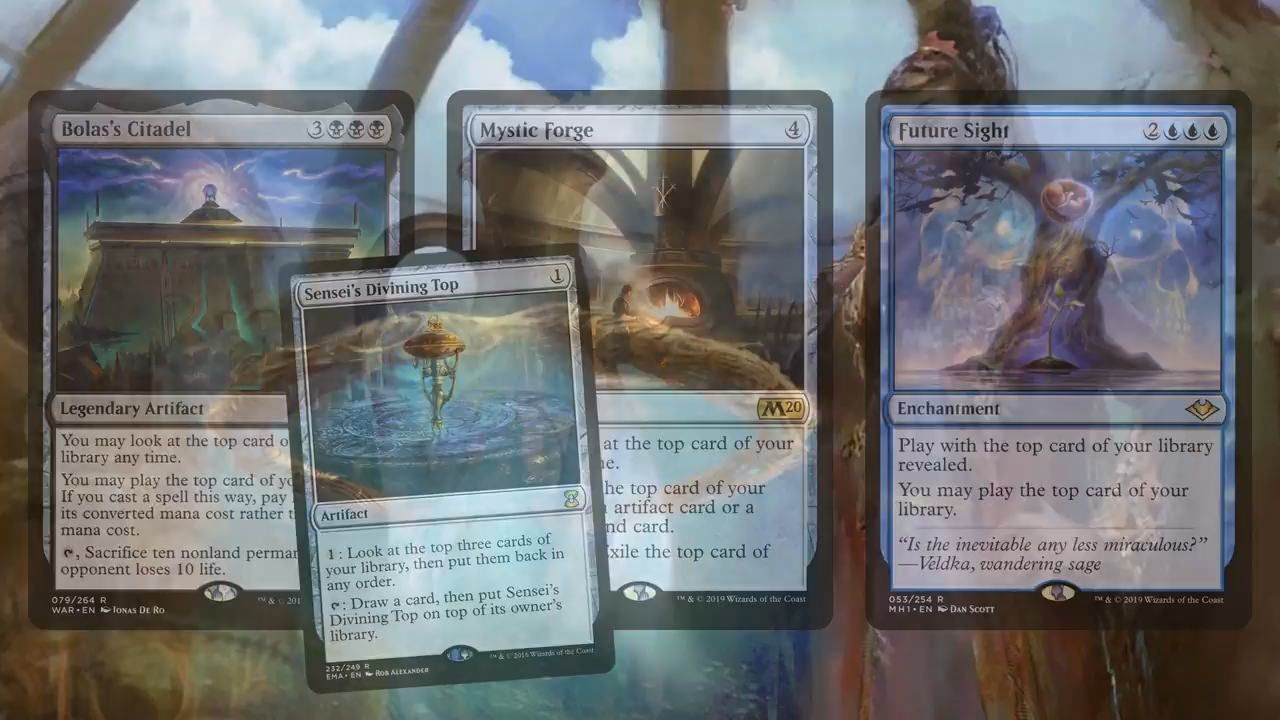 Bolas's Citadel
3
Legendary Artifact
You may look at the top card o
library any time.
You may play the top card of yo
If you cast a spell this way, pay
its converted mana cost rather t
mana cost.
, Sacrifice ten nonland perman
opponent loses 10 life.
079/264 R
WAR • EN Jonas De Ro
™ & © 201
Sensei's Divining Top
1
Artifact
1: Look at the top three cards of
your library, then put them back in
any order.
: Draw a card, then put Sensei's
Divining Top on top of its owner's
library.
232/249 R
EMA • EN Rob Alexander
™ & © 2016 Wizards of the Coast
Mystic Forge
4
M20
at the top card of your
e.
he top card of your
artifact card or a
nd card.
Exile the top card of
™ & © 2019 Wizards of the Coast
Future Sight
2
Enchantment
Play with the top card of your library
revealed.
You may play the top card of your
library.
“Is the inevitable any less miraculous?”
—Veldka, wandering sage
053/254 R
MH1 • EN Dan Scott
™ & © 2019 Wizards of the Coast